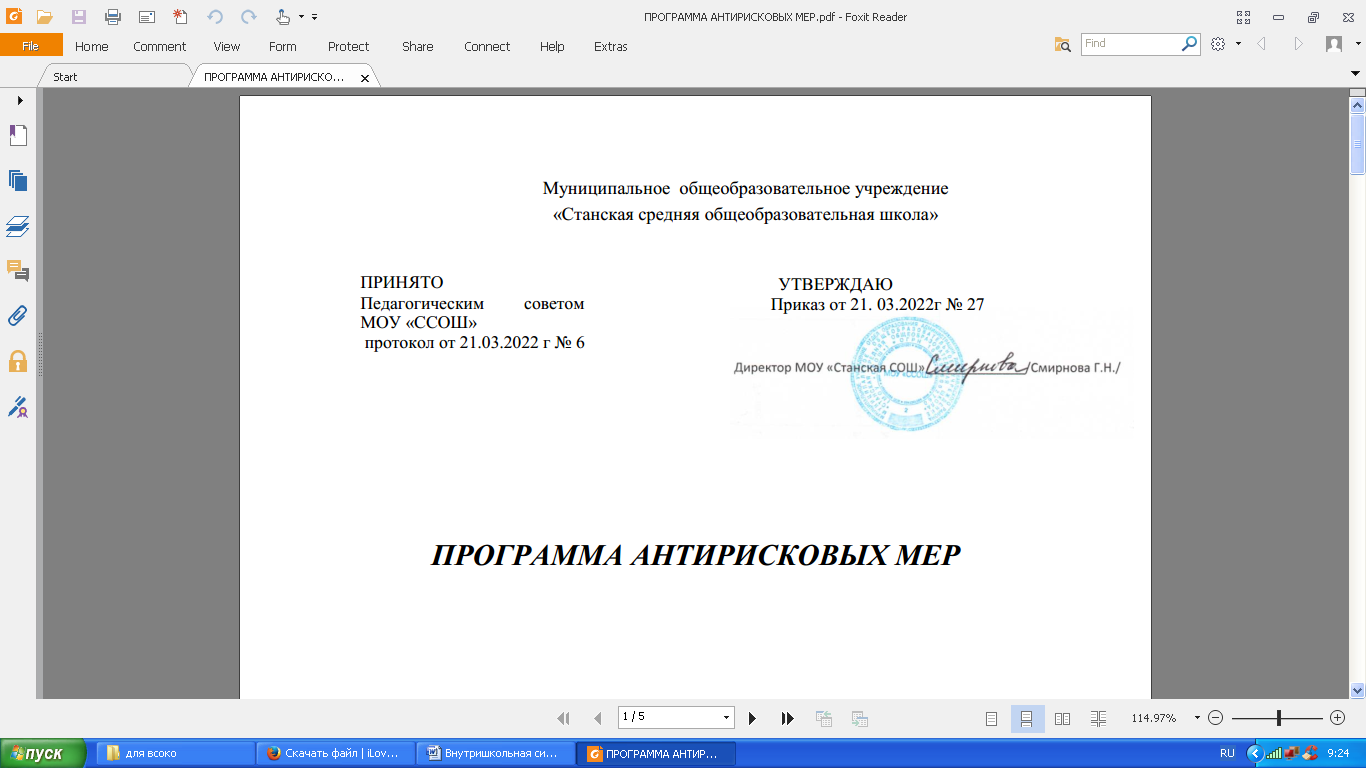 ПРОГРАММА АНТИРИСКОВЫХ МЕР.pdf - Foxit Reader
File Home Comment View Form Protect Share Connect Help Extras
Find
Start ПРОГРАММА АНТИРИСКО...
Муниципальное общеобразовательное учреждение
«Станская средняя общеобразовательная школа»
ПРИНЯТО
Педагогическим советом
МОУ «ССОШ»
протокол от 21.03.2022 г № 6
УТВЕРЖДАЮ
Приказ от 21. 03.2022г № 27
Директор МОУ «Станская СОШ» Смирнова /Смирнова Г.Н./
МОУ «ССОШ»
ПРОГРАММА АНТИРИСКОВЫХ МЕР
1 / 5
114.97%
пуск для всоко Скачать файл | iLov... Внутришкольная си... ПРОГРАММА АНТИР... RU 9:24